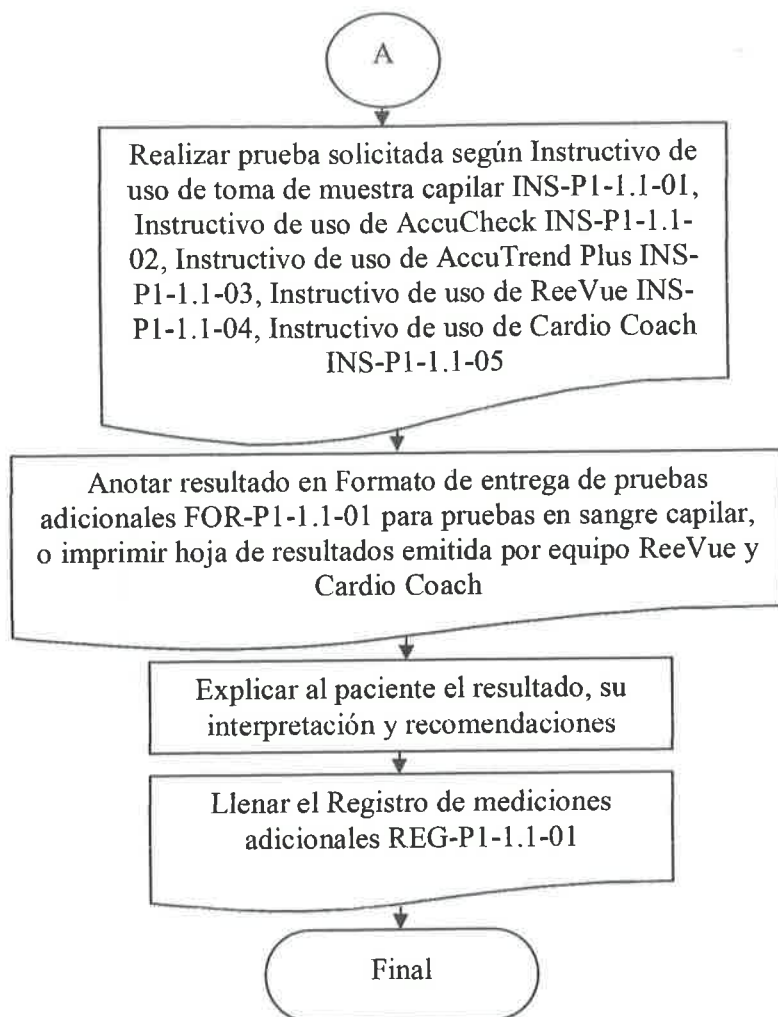 A
Realizar prueba solicitada según Instructivo de
uso de toma de muestra capilar INS-P1-1.1-01,
Instructivo de uso de AccuCheck INS-P1-1.1-
02, Instructivo de uso de AccuTrend Plus INS-
P1-1.1-03, Instructivo de uso de ReeVue INS-
P1-1.1-04, Instructivo de uso de Cardio Coach
INS-P1-1.1-05
Anotar resultado en Formato de entrega de pruebas
adicionales FOR-P1-1.1-01 para pruebas en sangre capilar,
o imprimir hoja de resultados emitida por equipo ReeVue y
Cardio Coach
Explicar al paciente el resultado, su
interpretación y recomendaciones
Llenar el Registro de mediciones
adicionales REG-P1-1.1-01
Final